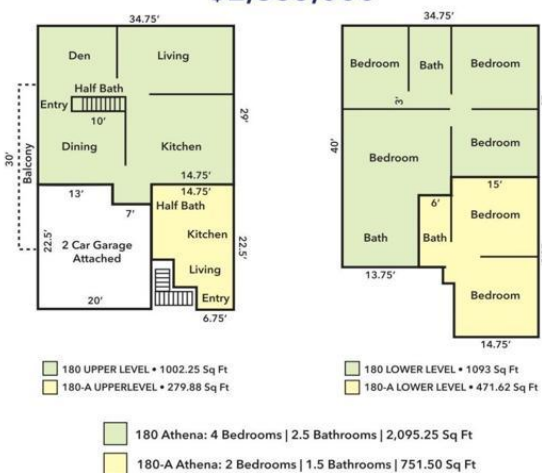 34.75'
Den
Living
Half Bath
Entry
10'
Dining
Kitchen
29'
30'
Balcony
14.75'
14.75'
13'
7'
Half Bath
22.5'
2 Car Garage
Attached
Kitchen
22.5'
Living
20'
Entry
6.75'
34.75'
Bedroom
Bath
Bedroom
3'
40'
Bedroom
Bedroom
15'
6'
Bedroom
Bath
Bath
13.75'
Bedroom
14.75'
180 UPPER LEVEL • 1002.25 Sq Ft
180-A UPPERLEVEL • 279.88 Sq Ft
180 LOWER LEVEL • 1093 Sq Ft
180-A LOWER LEVEL • 471.62 Sq Ft
180 Athena: 4 Bedrooms | 2.5 Bathrooms | 2,095.25 Sq Ft
180-A Athena: 2 Bedrooms | 1.5 Bathrooms | 751.50 Sq Ft